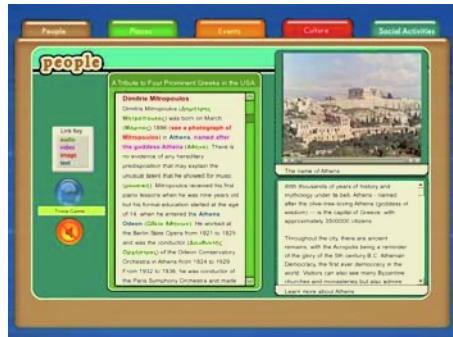 People
Places
Events
Culture
Social Activities
people
A Tribute to Four Prominent Greeks in the USA
Dimitris Mitropoulos
Dimitris Mitropoulos (Δημήτρης
Μητρόπουλος) was born on March
(Μάρτιος) 1896 (see a photograph of
Mitropoulos) in Athens, named after
the goddess Athena (Αθήνα). There is
no evidence of any hereditary
predisposition that may explain the
unusual talent that he showed for music
Mitropoulos received his first
piano lessons when he was nine years old
but his formal education started at the age
of 14, when he entered the Athens
Odeon (Ωδείο Αθηνών). He worked at
the Berlin State Opera from 1921 to 1925
and was the conductor (Διευθυντής
Ορχήστρας) of the Odeon Conservatory
Orchestra in Athens from 1924 to 1929
From 1932 to 1936, he was conductor of
the Paris Symphony Orchestra and made
Link Key
audio
video
image
text
Trivia Game
The name of Athens
With thousands of years of history and
mythology under its belt, Athens - named
after the olive-tree-loving Athena (goddess of
wisdom) -- is the capital of Greece, with
approximately 3500000 citizens.
Throughout the city, there are ancient
remains, with the Acropolis being a reminder
of the glory of the 5th century B.C. Athenian
Democracy, the first ever democracy in the
world. Visitors can also see many Byzantine
churches and monasteries but also admire
Learn more about Athens